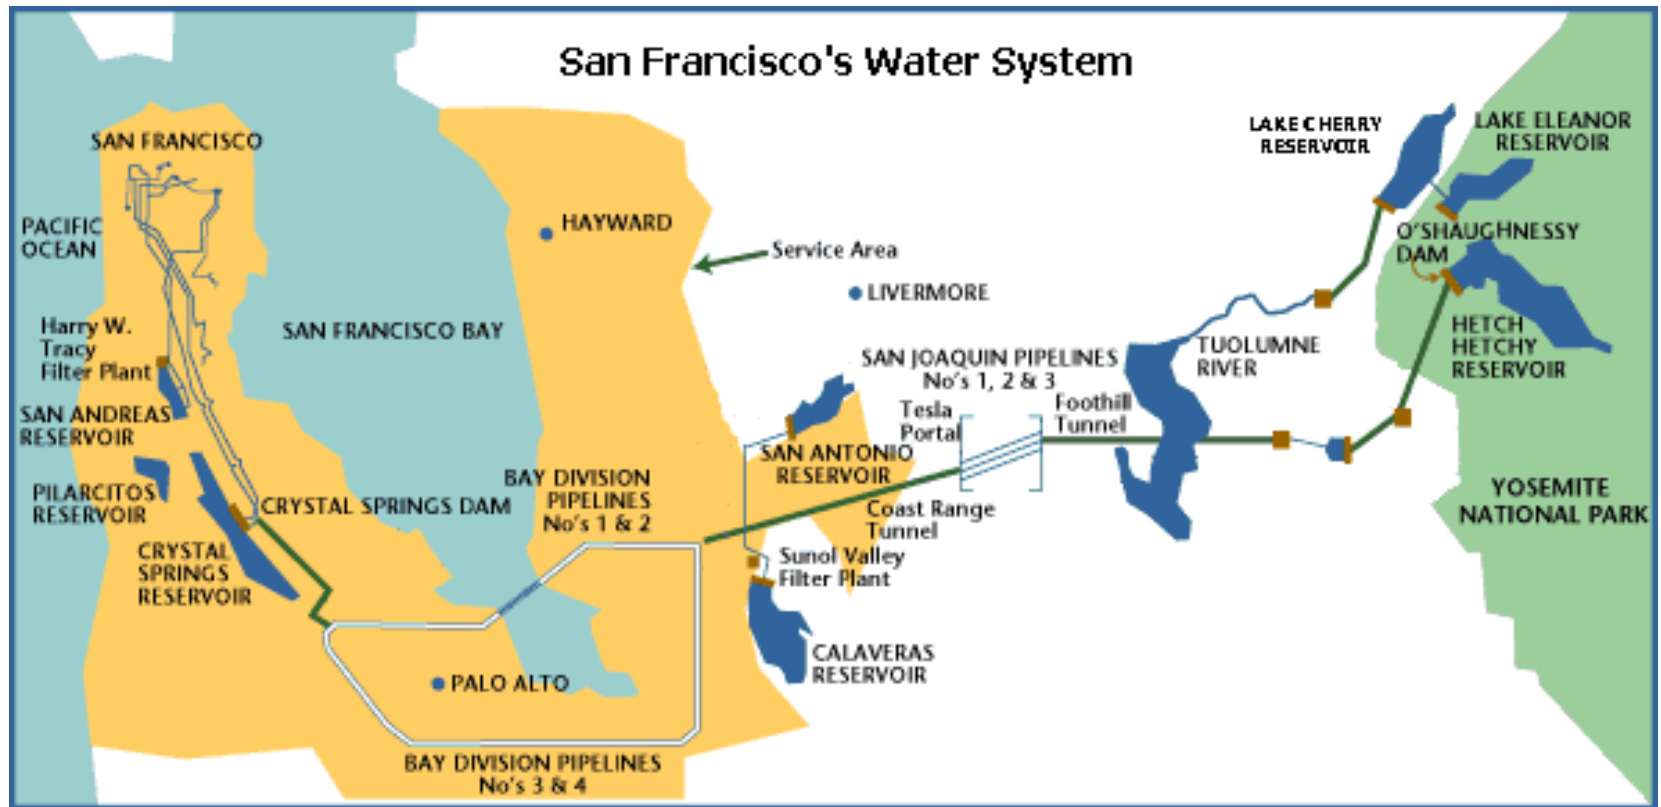 San Francisco's Water System
LAKE CHERRY
RESERVOIR
LAKE ELEANOR
RESERVOIR
SAN FRANCISCO
PACIFIC
OCEAN
HAYWARD
Service Area
O'SHAUGHNESSY
DAM
LIVERMORE
SAN FRANCISCO BAY
Harry W.
Tracy
Filter Plant
SAN JOAQUIN PIPELINES
No's 1, 2 & 3
TUOLUMNE
RIVER
HETCH
HETCHY
RESERVOIR
SAN ANDREAS
RESERVOIR
Tesla
Portal
Foothill
Tunnel
SAN ANTONIO
RESERVOIR
PILARCITOS
RESERVOIR
CRYSTAL SPRINGS DAM
BAY DIVISION
PIPELINES
No's 1 & 2
Coast Range
Tunnel
YOSEMITE
NATIONAL PARK
CRYSTAL
SPRINGS
RESERVOIR
Sunol Valley
Filter Plant
CALAVERAS
RESERVOIR
PALO ALTO
BAY DIVISION PIPELINES
No's 3 & 4